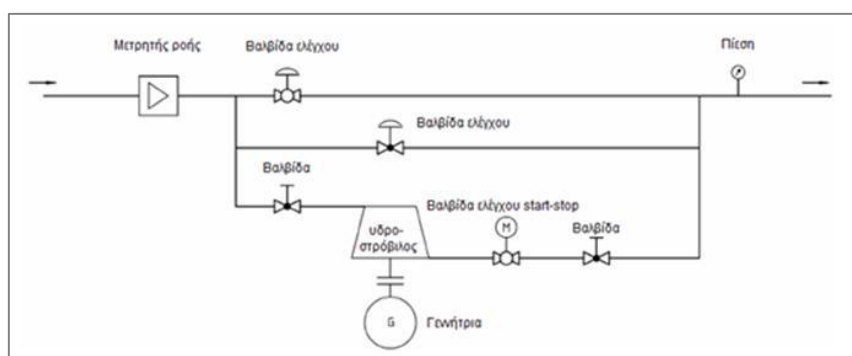 Μετρητής ροής
Βαλβίδα ελέγχου
Πίεση
Βαλβίδα ελέγχου
Βαλβίδα
Βαλβίδα ελέγχου start-stop
υδρο-
στρόβιλος
M
Βαλβίδα
G
Γεννήτρια